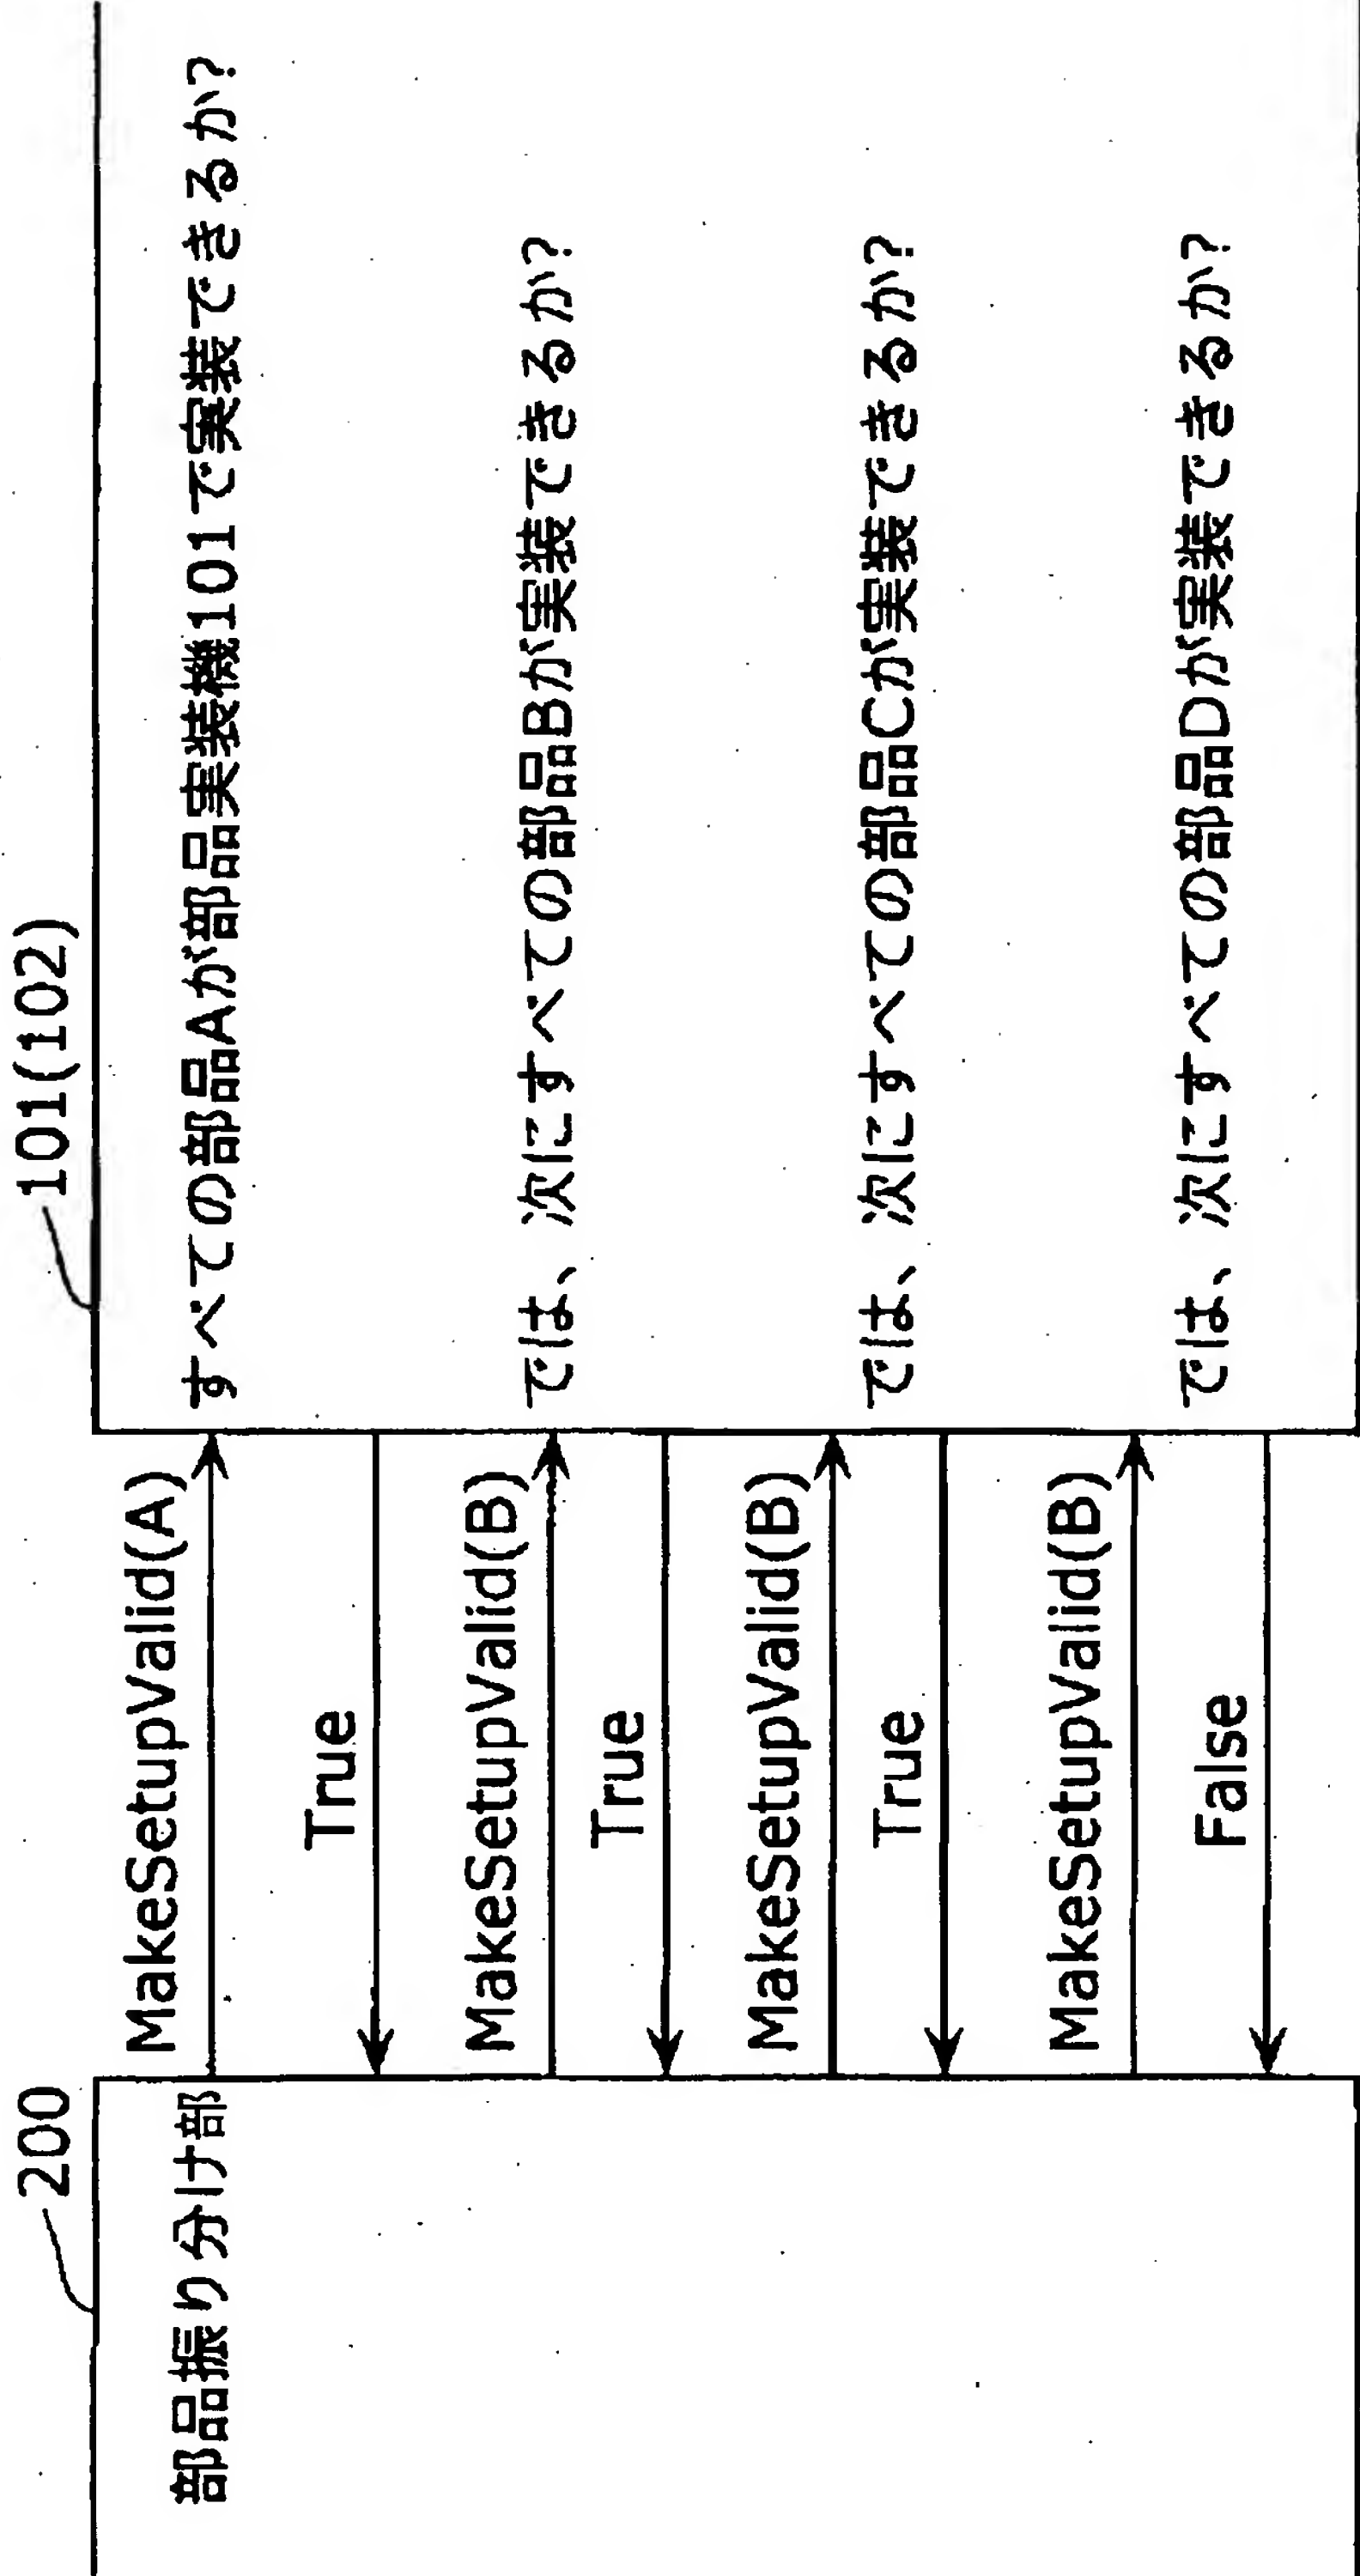 200
101(102)
部品振り分け部
MakeSetupValid(A)
すべての部品Aが部品実装機101で実装できるか?
True
MakeSetupValid(B)
では、次にすべての部品Bが実装できるか?
True
MakeSetupValid(B)
では、次にすべての部品Cが実装できるか?
True
MakeSetupValid(B)
では、次にすべての部品Dが実装できるか?
False